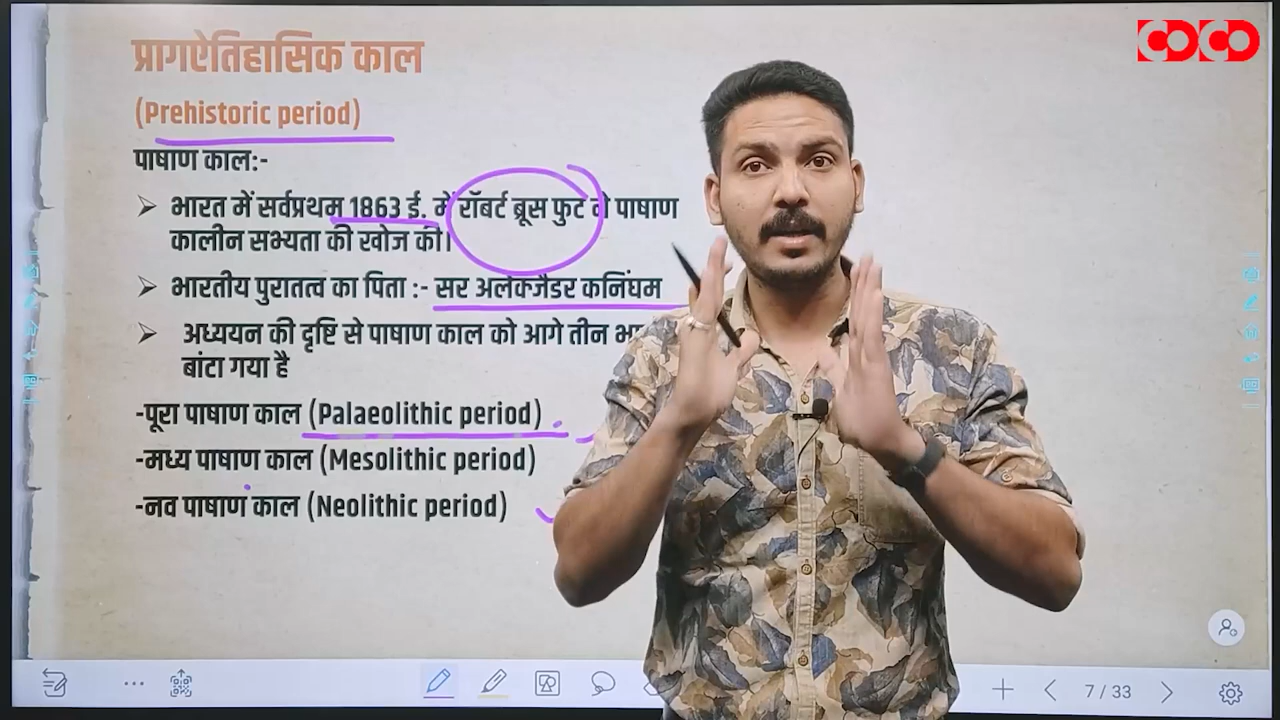 प्रागऐतिहासिक काल
(Prehistoric period)
पाषाण काल:-
भारत में सर्वप्रथम 1863 ई. में रॉबर्ट ब्रूस फुट ने पाषाण
कालीन सभ्यता की खोज की।
भारतीय पुरातत्व का पिता :- सर अलेक्जेंडर कनिंघम
अध्ययन की दृष्टि से पाषाण काल को आगे तीन
बांटा गया है
-पूरा पाषाण काल (Palaeolithic period)
-मध्य पाषाण काल (Mesolithic period)
-नव पाषाण काल (Neolithic period)
7 / 33